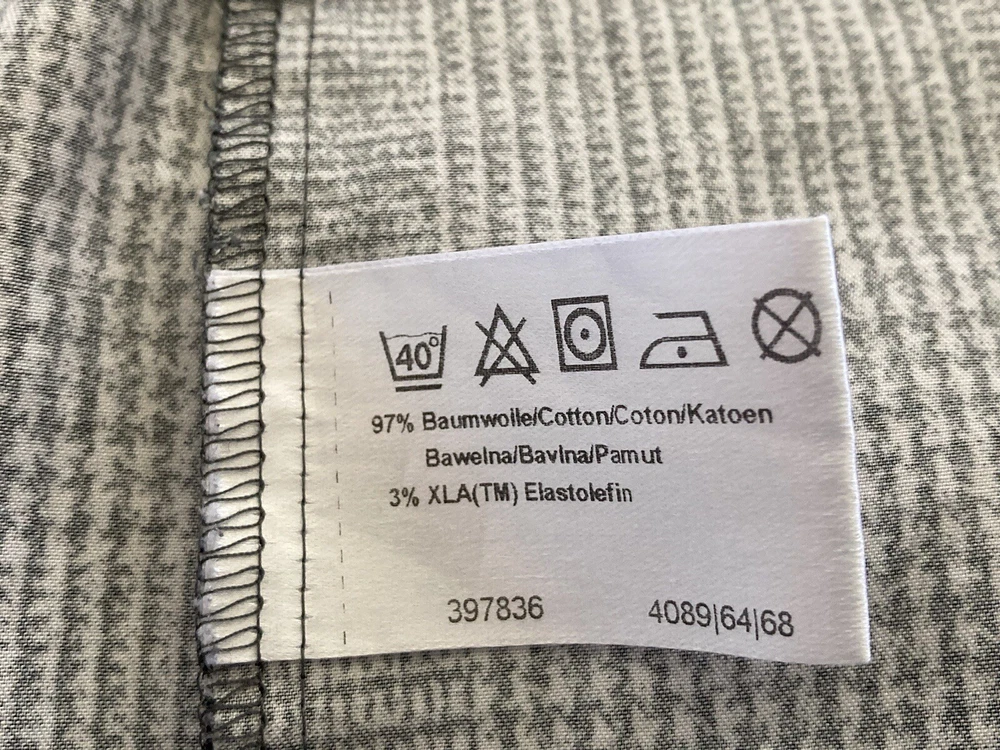 40°
97% Baumwolle/Cotton/Coton/Katoen
Bawelna/Bavlna/Pamut
3% XLA(TM) Elastolefin
397836 4089|64|68